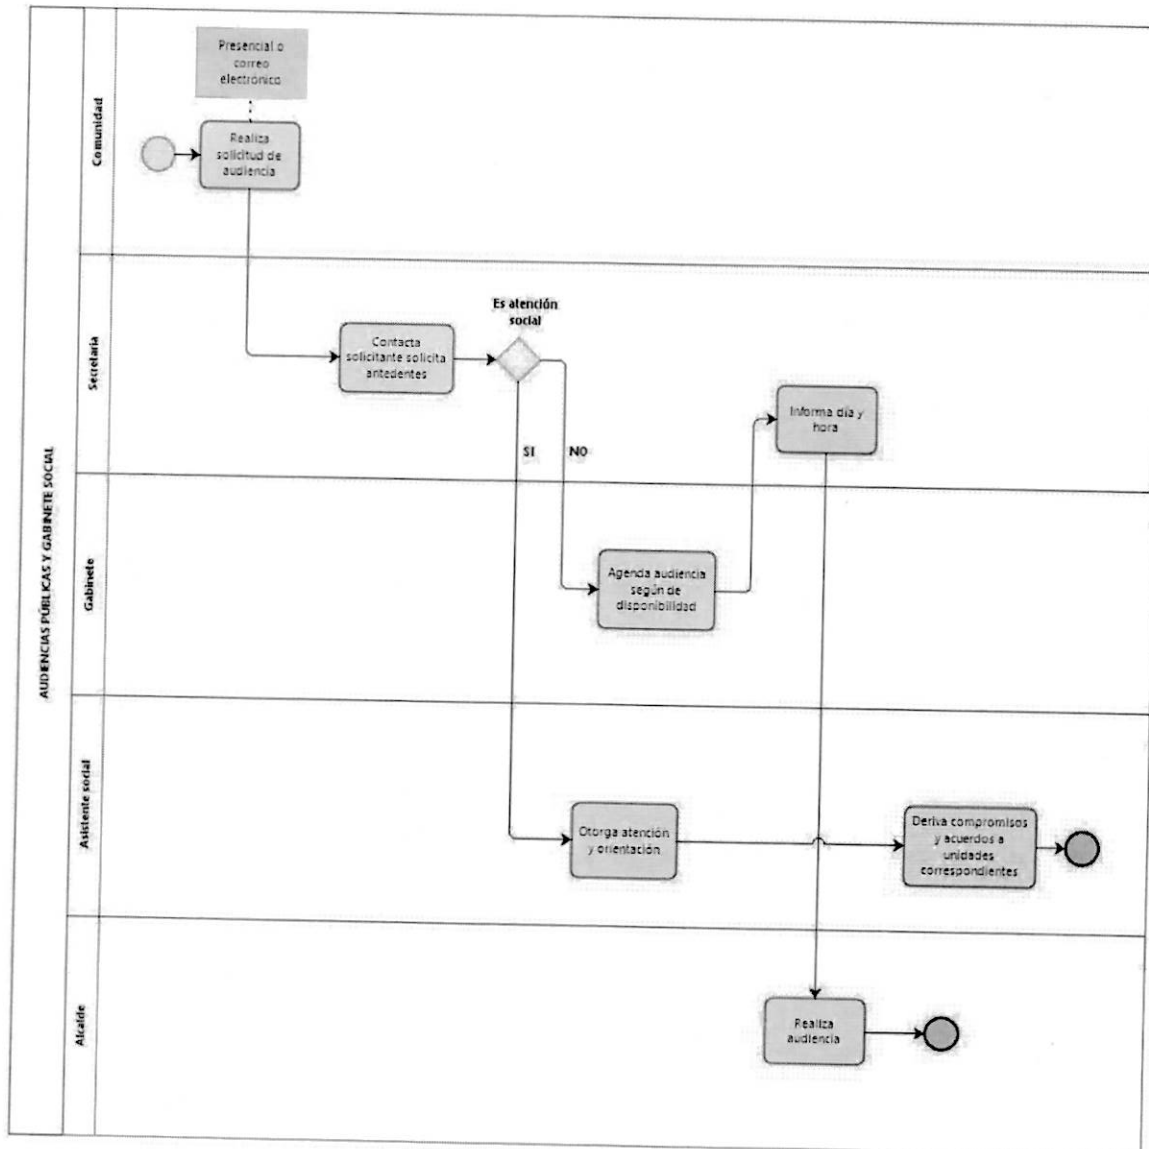 AUDIENCIAS PÚBLICAS Y GABINETE SOCIAL
Comunidad
Presencial o
correo
electrónico
Realiza
solicitud de
audiencia
Secretaria
Contacta
solicitante solicita
antedentes
Es atención
social
SI
NO
Informa día y
hora
Gabinete
Agenda audiencia
según de
disponibilidad
Asistente social
Otorga atención
y orientación
Deriva compromisos
y acuerdos a
unidades
correspondientes
Alcalde
Realiza
audiencia